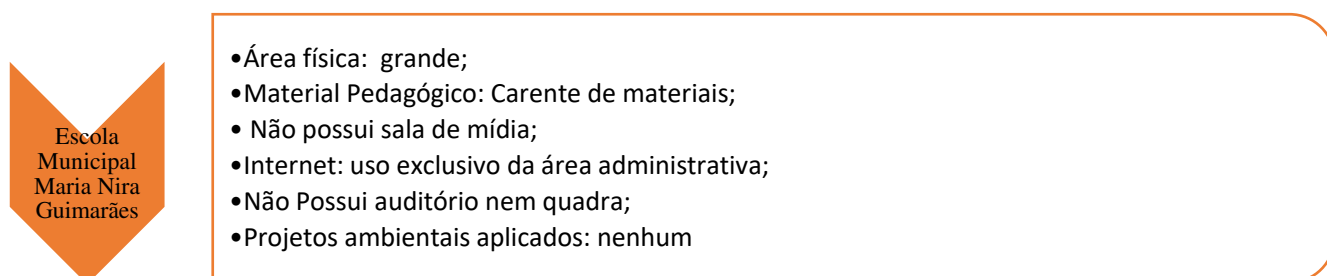 Escola
Municipal
Maria Nira
Guimarães
•Área física:  grande;
•Material Pedagógico: Carente de materiais;
• Não possui sala de mídia;
•Internet: uso exclusivo da área administrativa;
•Não Possui auditório nem quadra;
•Projetos ambientais aplicados: nenhum